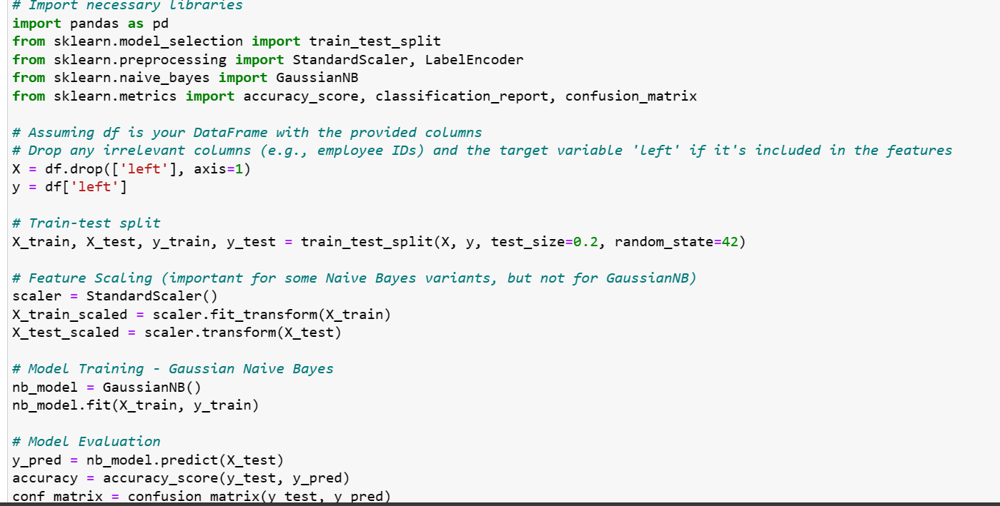 # Import necessary libraries
import pandas as pd
from sklearn.model_selection import train_test_split
from sklearn.preprocessing import StandardScaler, LabelEncoder
from sklearn.naive_bayes import GaussianNB
from sklearn.metrics import accuracy_score, classification_report, confusion_matrix
# Assuming df is your DataFrame with the provided columns
# Drop any irrelevant columns (e.g., employee IDs) and the target variable 'left' if it's included in the features
X = df.drop(['left'], axis=1)
y = df['left']
# Train-test split
X_train, X_test, y_train, y_test = train_test_split(X, y, test_size=0.2, random_state=42)
# Feature Scaling (important for some Naive Bayes variants, but not for GaussianNB)
scaler = StandardScaler()
X_train_scaled = scaler.fit_transform(X_train)
X_test_scaled = scaler.transform(X_test)
# Model Training - Gaussian Naive Bayes
nb_model = GaussianNB()
nb_model.fit(X_train, y_train)
# Model Evaluation
y_pred = nb_model.predict(X_test)
accuracy = accuracy_score(y_test, y_pred)
conf_matrix = confusion_matrix(y_test, y_pred)